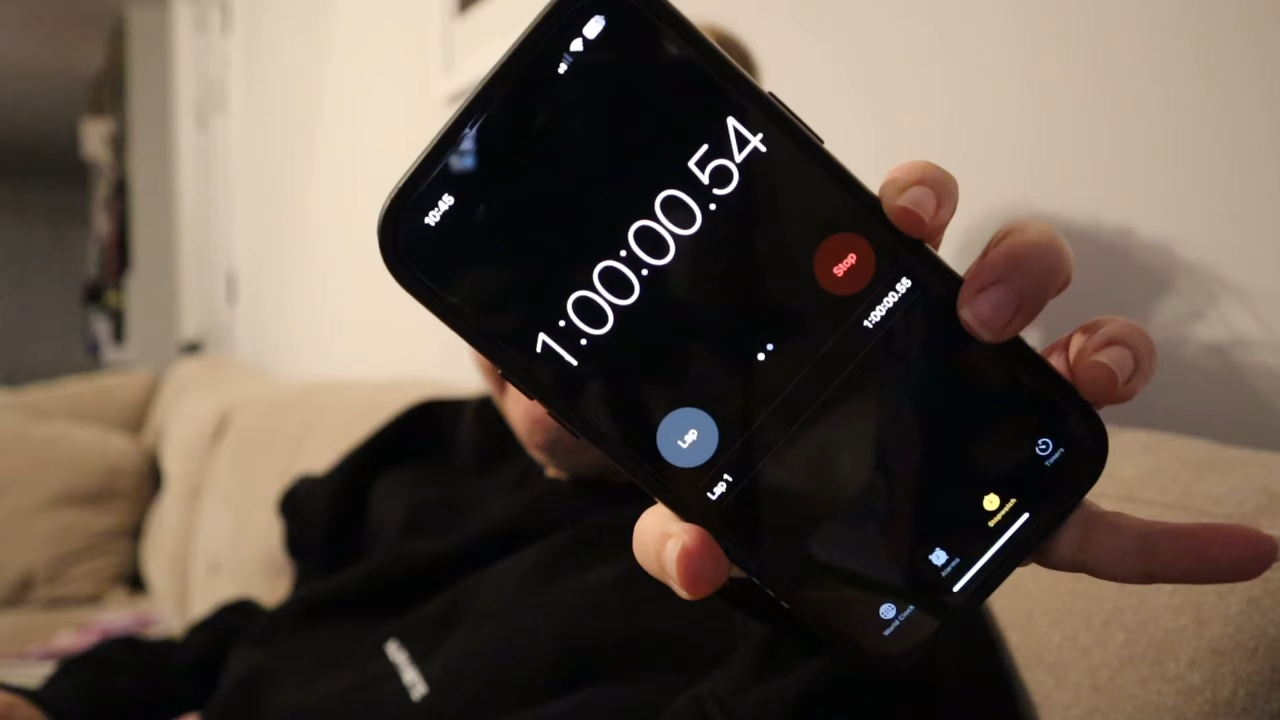 10:45
1:00:00.54
Lap
Stop
Lap 1 1:00:00.55
World Clock
Alarms
Stopwatch
Timers